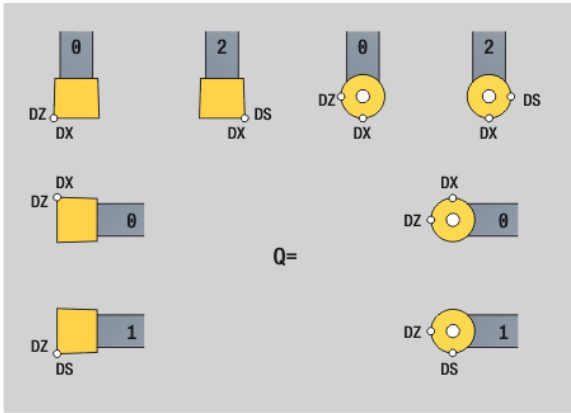 0 2 0 2
DZ DS DZ DS
DX DX DX DX
DX DX
DZ 0 DZ 0
Q=
DZ 1 DZ 1
DS DS